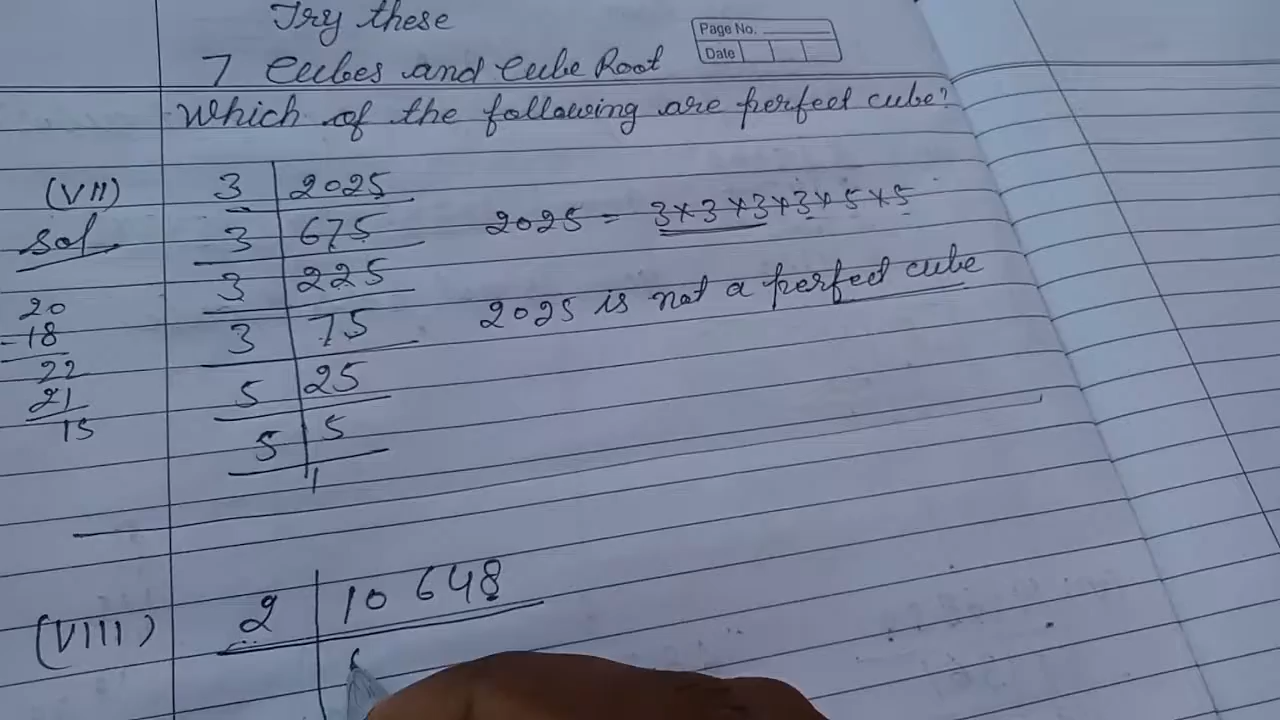 Try these
Page No.
Date
7 Cubes and Cube Root
Which of the following are perfect cube?
(VII) 3 | 2025
Sol 3 | 675 2025 = 3×3×3×3×5×5
3 | 225
20 3 | 75 2025 is not a perfect cube
-18
22 5 | 25
21
15 5 | 5
1
(VIII) 2 | 10 648